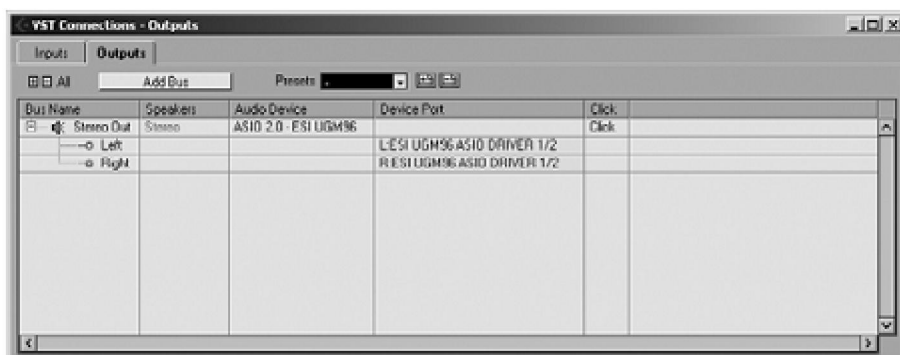 VST Connections - Outputs
Inputs Outputs
All Add Bus Presets -
Bus Name Speakers Audio Device Device Port Click
Stereo Out Stereo ASIO 2.0 - ESI UGM96 Click
Left L:ESI UGM96 ASIO DRIVER 1/2
Right R:ESI UGM96 ASIO DRIVER 1/2